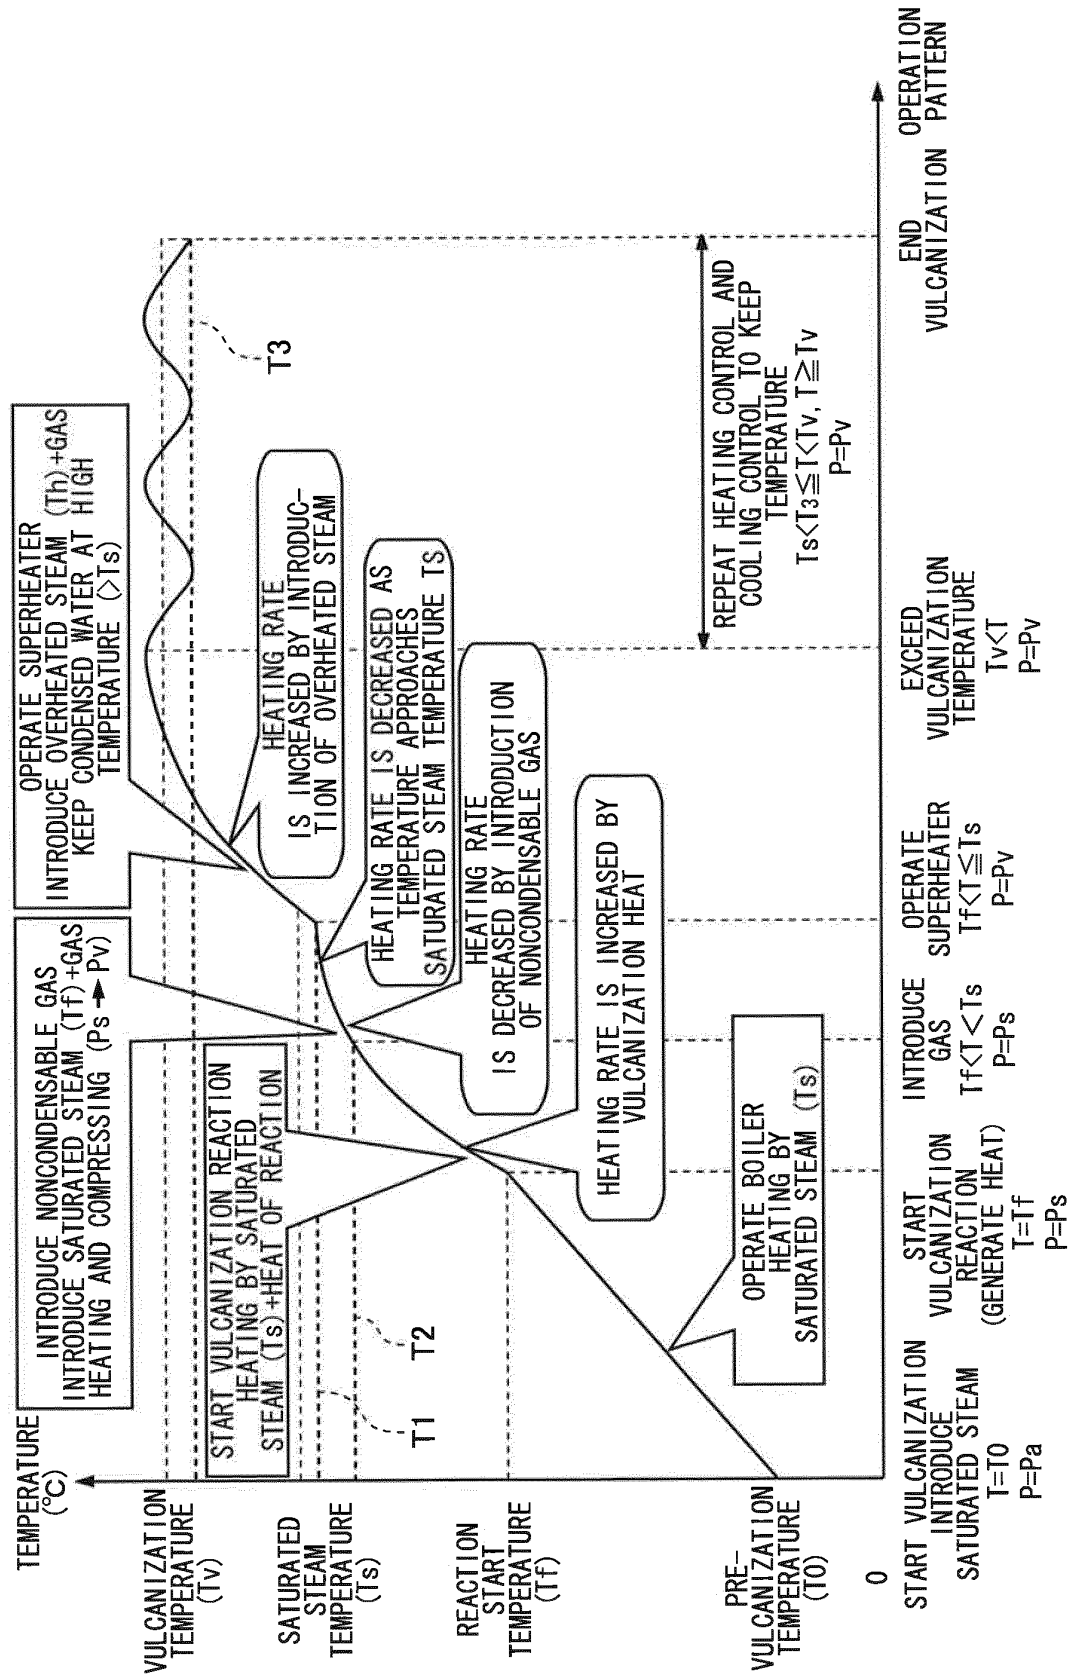 TEMPERATURE
(℃)
VULCANIZATION
TEMPERATURE
(Tv)
SATURATED
STEAM
TEMPERATURE
(Ts)
REACTION
START
TEMPERATURE
(Tf)
PRE-
VULCANIZATION
TEMPERATURE
(T0)
0
INTRODUCE NONCONDENSABLE GAS
INTRODUCE SATURATED STEAM (Tf)+GAS
HEATING AND COMPRESSING (Ps→Pv)
OPERATE SUPERHEATER
INTRODUCE OVERHEATED STEAM (Th)+GAS
KEEP CONDENSED WATER AT HIGH
TEMPERATURE (>Ts)
START VULCANIZATION REACTION
HEATING BY SATURATED
STEAM (Ts)+HEAT OF REACTION
HEATING RATE
IS INCREASED BY INTRODUC-
TION OF OVERHEATED STEAM
HEATING RATE IS DECREASED AS
TEMPERATURE APPROACHES
SATURATED STEAM TEMPERATURE TS
HEATING RATE
IS DECREASED BY INTRODUCTION
OF NONCONDENSABLE GAS
HEATING RATE IS INCREASED BY
VULCANIZATION HEAT
OPERATE BOILER
HEATING BY
SATURATED STEAM (Ts)
T1
T2
T3
REPEAT HEATING CONTROL AND
COOLING CONTROL TO KEEP
TEMPERATURE
Ts<T3≦T<Tv, T≧Tv
P=Pv
START VULCANIZATION
INTRODUCE
SATURATED STEAM
T=T0
P=Pa
START
VULCANIZATION
REACTION
(GENERATE HEAT)
T=Tf
P=Ps
INTRODUCE
GAS
Tf<T<Ts
P=Ps
OPERATE
SUPERHEATER
Tf<T≦Ts
P=Pv
EXCEED
VULCANIZATION
TEMPERATURE
Tv<T
P=Pv
END
VULCANIZATION
OPERATION
PATTERN